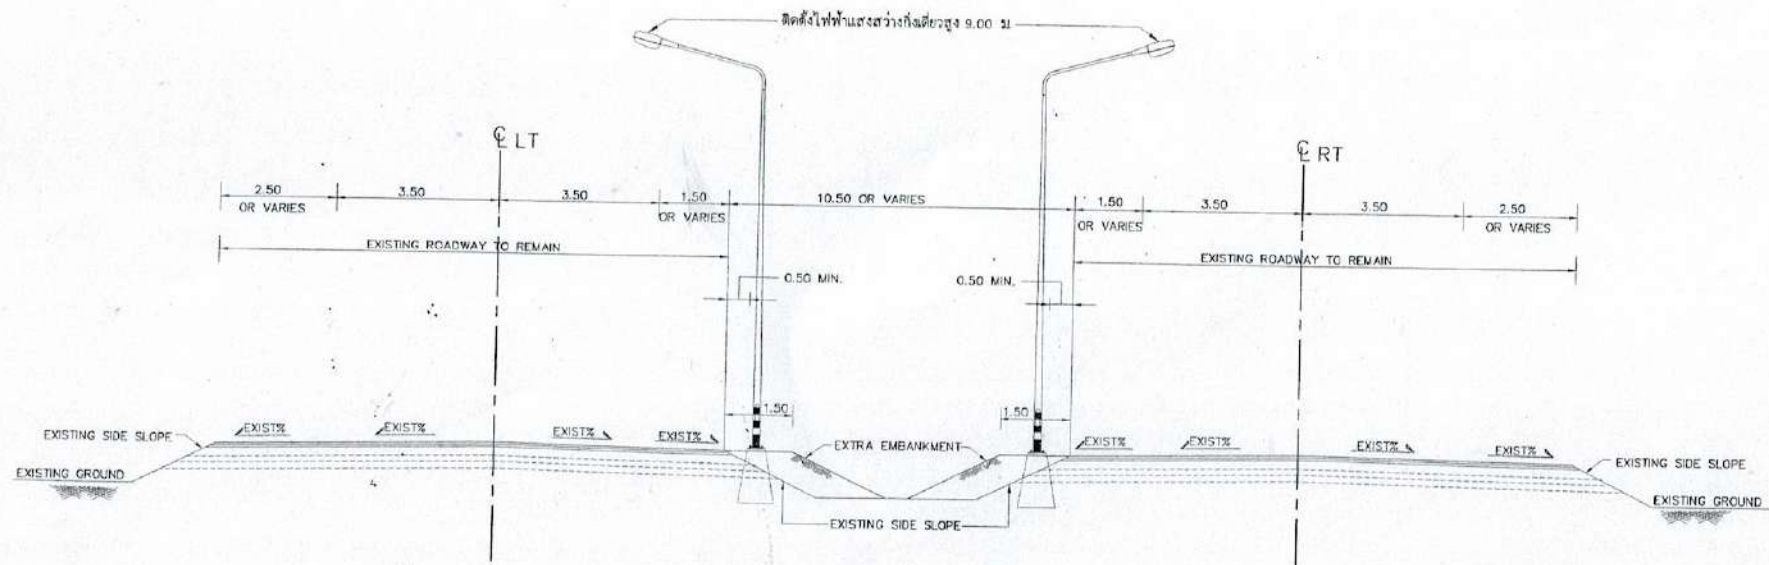 ติดตั้งไฟฟ้าแสงสว่างกิ่งเดี่ยวสูง 9.00 ม
℄ LT
℄ RT
2.50
3.50
3.50
1.50
10.50 OR VARIES
1.50
3.50
3.50
2.50
OR VARIES
OR VARIES
OR VARIES
OR VARIES
EXISTING ROADWAY TO REMAIN
EXISTING ROADWAY TO REMAIN
0.50 MIN.
0.50 MIN.
1.50
1.50
EXISTING SIDE SLOPE
EXIST%
EXIST%
EXIST%
EXIST%
EXTRA EMBANKMENT
EXIST%
EXIST%
EXIST%
EXIST%
EXISTING SIDE SLOPE
EXISTING GROUND
EXISTING SIDE SLOPE
EXISTING GROUND